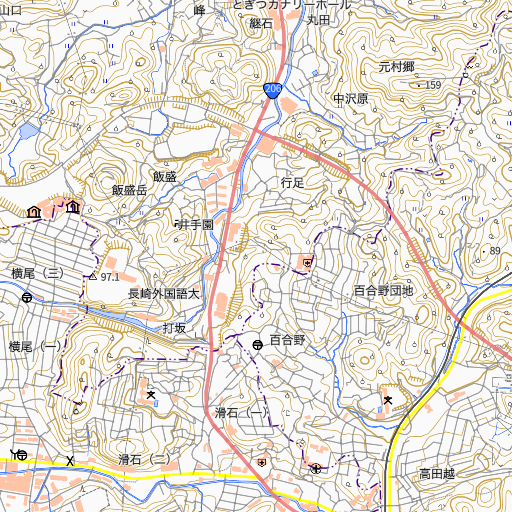 山口
峰
とぎつカナリーホール
継石
丸田
元村郷
206
159
中沢原
飯盛
飯盛岳
行足
井手園
89
横尾（三）
97.1
長崎外国語大
百合野団地
打坂
横尾（一）
百合野
滑石（一）
滑石（二）
高田越